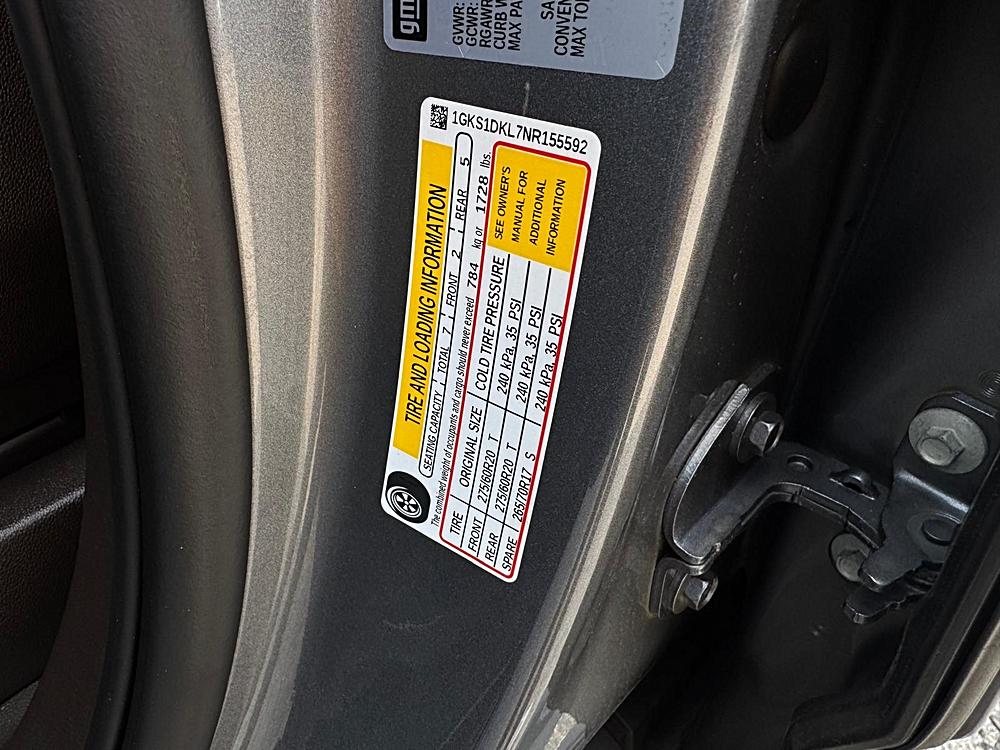 gm
GVWR:
GCWR:
RGAWR
CURB W
MAX PA
SA
CONVEN
MAX TO
1GKS1DKL7NR155592
TIRE AND LOADING INFORMATION
SEATING CAPACITY TOTAL 7 FRONT 2 REAR 5
The combined weight of occupants and cargo should never exceed 784 kg or 1728 lbs.
TIRE ORIGINAL SIZE COLD TIRE PRESSURE
FRONT 275/60R20 T 240 kPa, 35 PSI
REAR 275/60R20 T 240 kPa, 35 PSI
SPARE 265/70R17 S 240 kPa, 35 PSI
SEE OWNER'S
MANUAL FOR
ADDITIONAL
INFORMATION